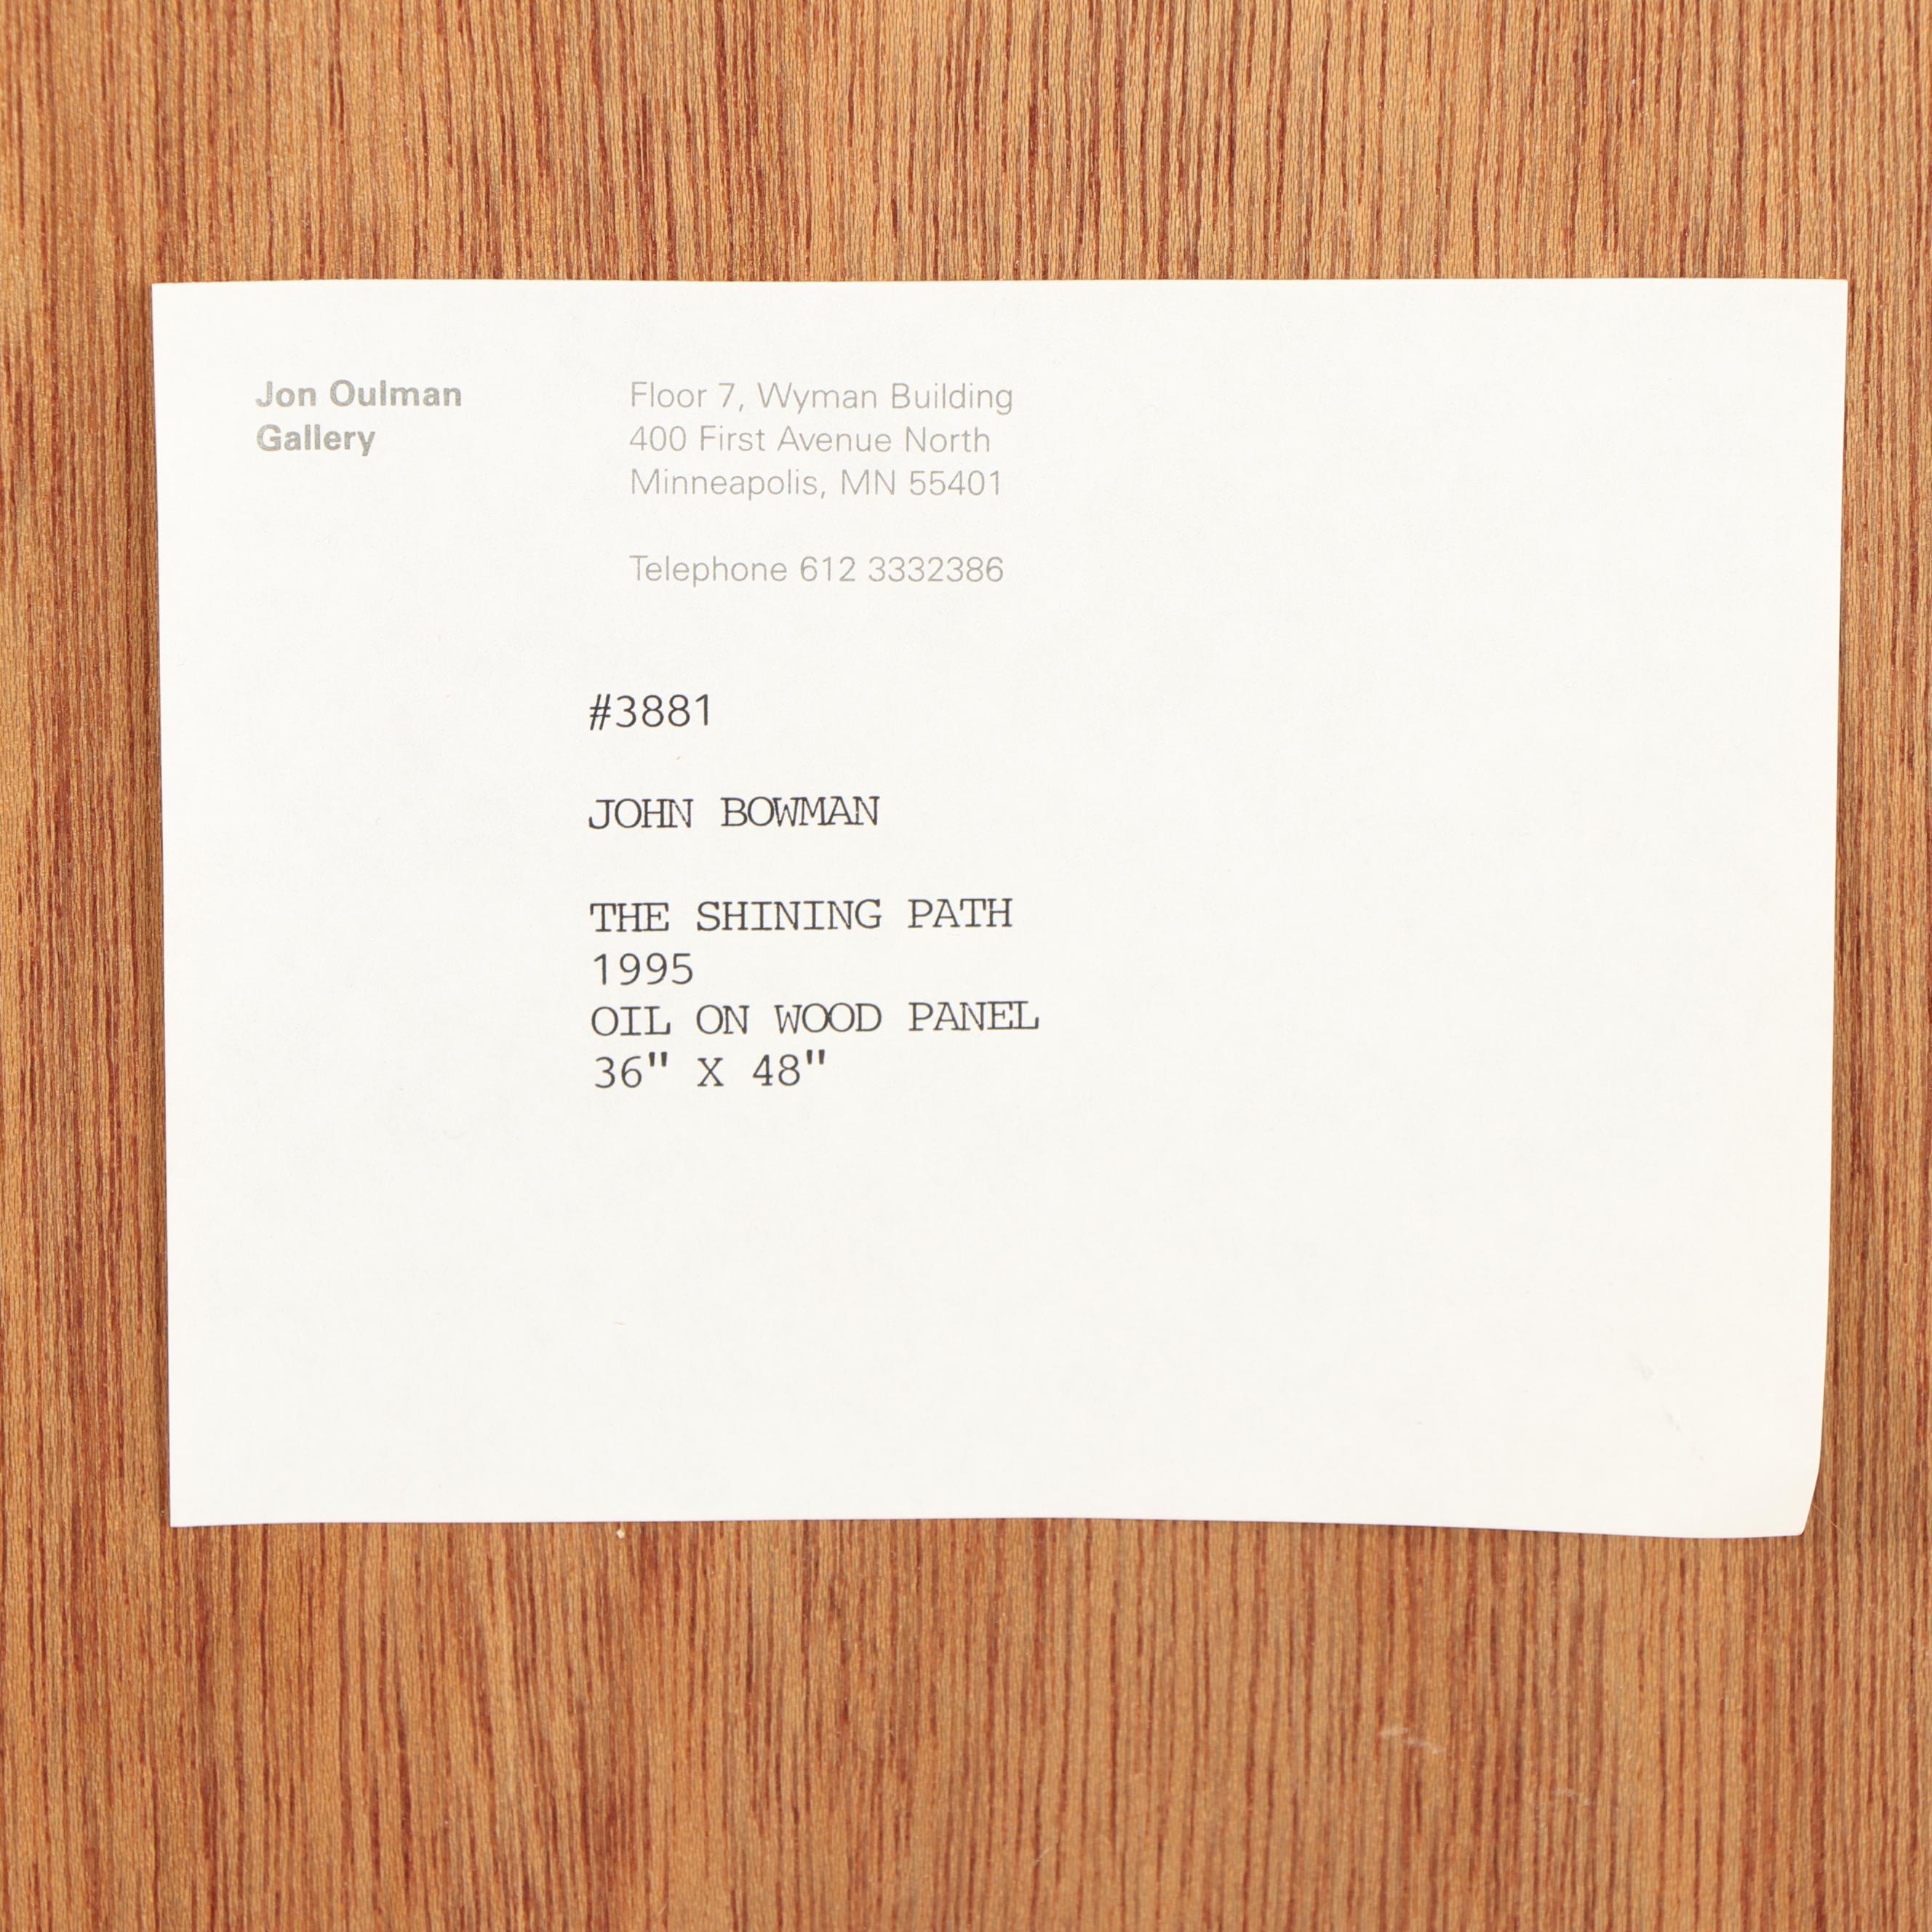 Jon Oulman
Gallery
Floor 7, Wyman Building
400 First Avenue North
Minneapolis, MN 55401
Telephone 612 3332386
#3881
JOHN BOWMAN
THE SHINING PATH
1995
OIL ON WOOD PANEL
36" X 48"